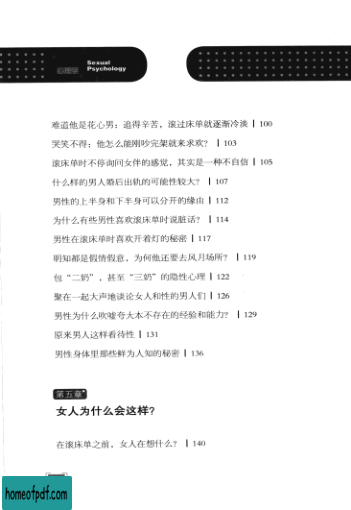 心理学 Sexual
Psychology
难道他是花心男：追得辛苦，滚过床单就逐渐冷淡 | 100
哭笑不得：他怎么能刚吵完架就来求欢？ | 103
滚床单时不停询问女伴的感觉，其实是一种不自信 | 105
什么样的男人婚后出轨的可能性较大？ | 107
男性的上半身和下半身可以分开的缘由 | 112
为什么有些男性喜欢滚床单时说脏话？ | 114
男性在滚床单时喜欢开着灯的秘密 | 117
明知都是假情假意，为何他还要去风月场所？ | 119
包“二奶”，甚至“三奶”的隐性心理 | 122
聚在一起大声地谈论女人和性的男人们 | 126
男性为什么吹嘘夸大本不存在的经验和能力？ | 129
原来男人这样看待性 | 131
男性身体里那些鲜为人知的秘密 | 136
第五章
女人为什么会这样?
在滚床单之前，女人在想什么？ | 140
homeofpdf.com